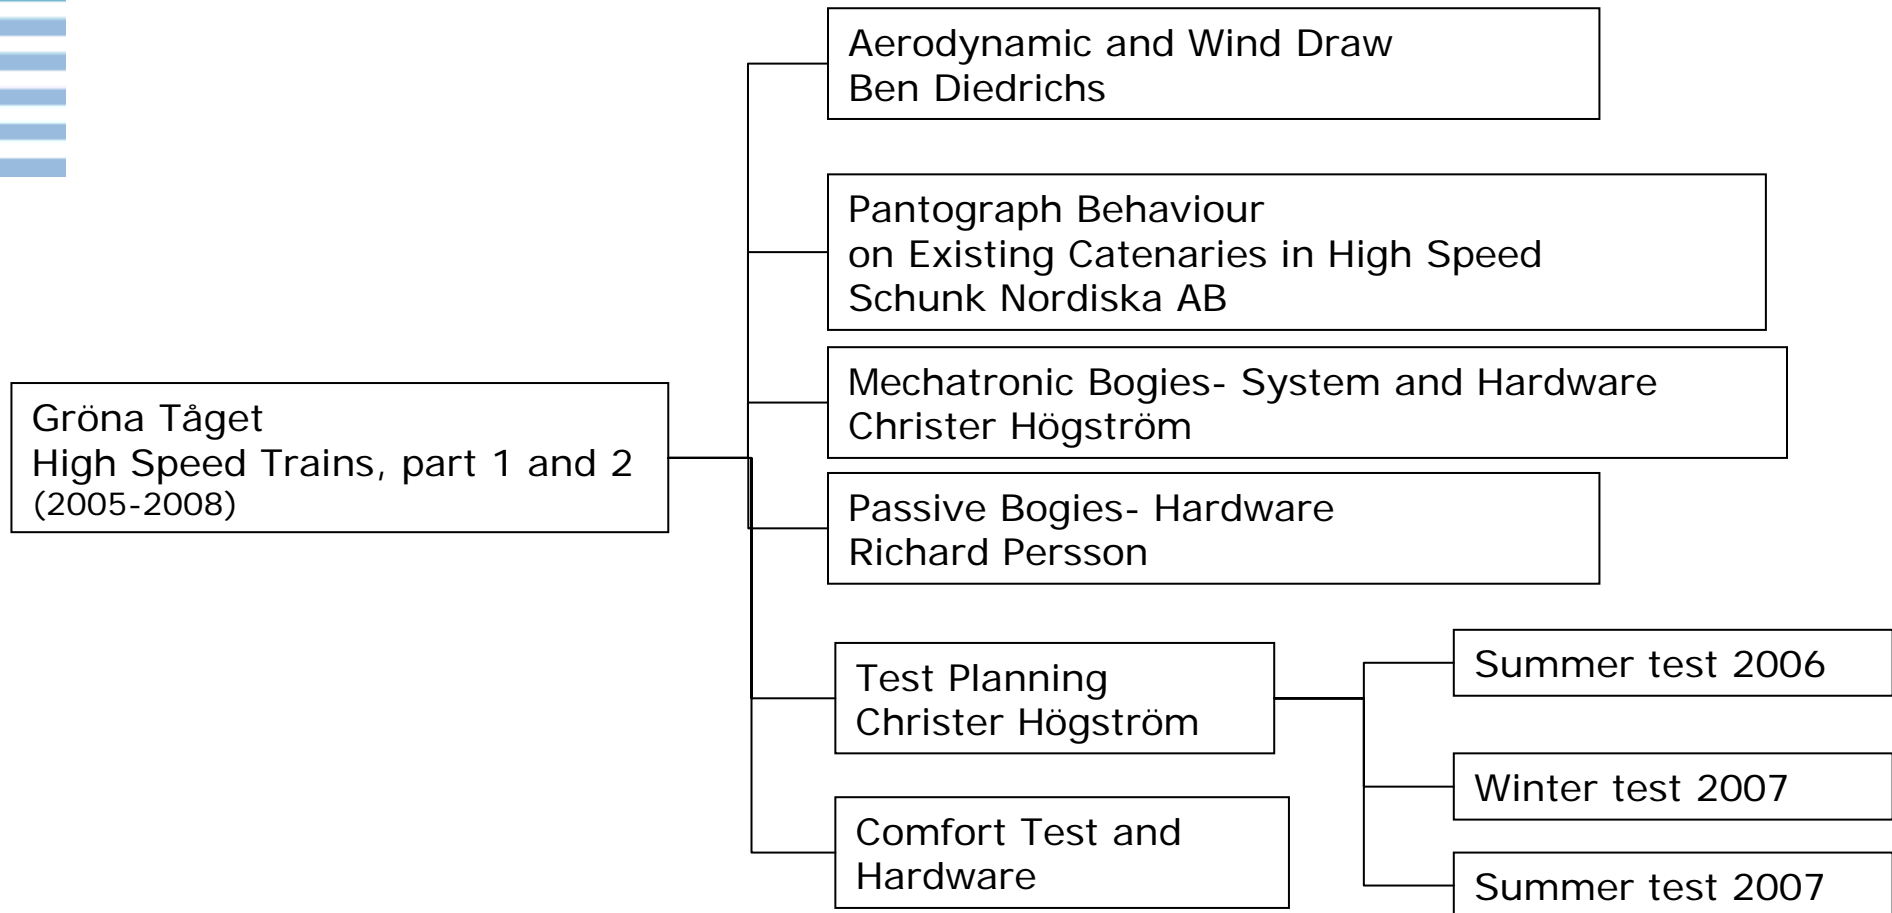 Aerodynamic and Wind Draw
Ben Diedrichs
Pantograph Behaviour
on Existing Catenaries in High Speed
Schunk Nordiska AB
Mechatronic Bogies- System and Hardware
Christer Högström
Gröna Tåget
High Speed Trains, part 1 and 2
(2005-2008)
Passive Bogies- Hardware
Richard Persson
Test Planning
Christer Högström
Summer test 2006
Winter test 2007
Summer test 2007
Comfort Test and
Hardware